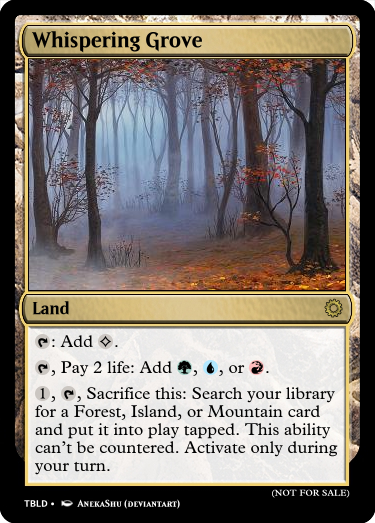 Whispering Grove
Land
: Add .
, Pay 2 life: Add , , or .
1, , Sacrifice this: Search your library
for a Forest, Island, or Mountain card
and put it into play tapped. This ability
can't be countered. Activate only during
your turn.
(NOT FOR SALE)
TBLD • AnekaShu (deviantart)